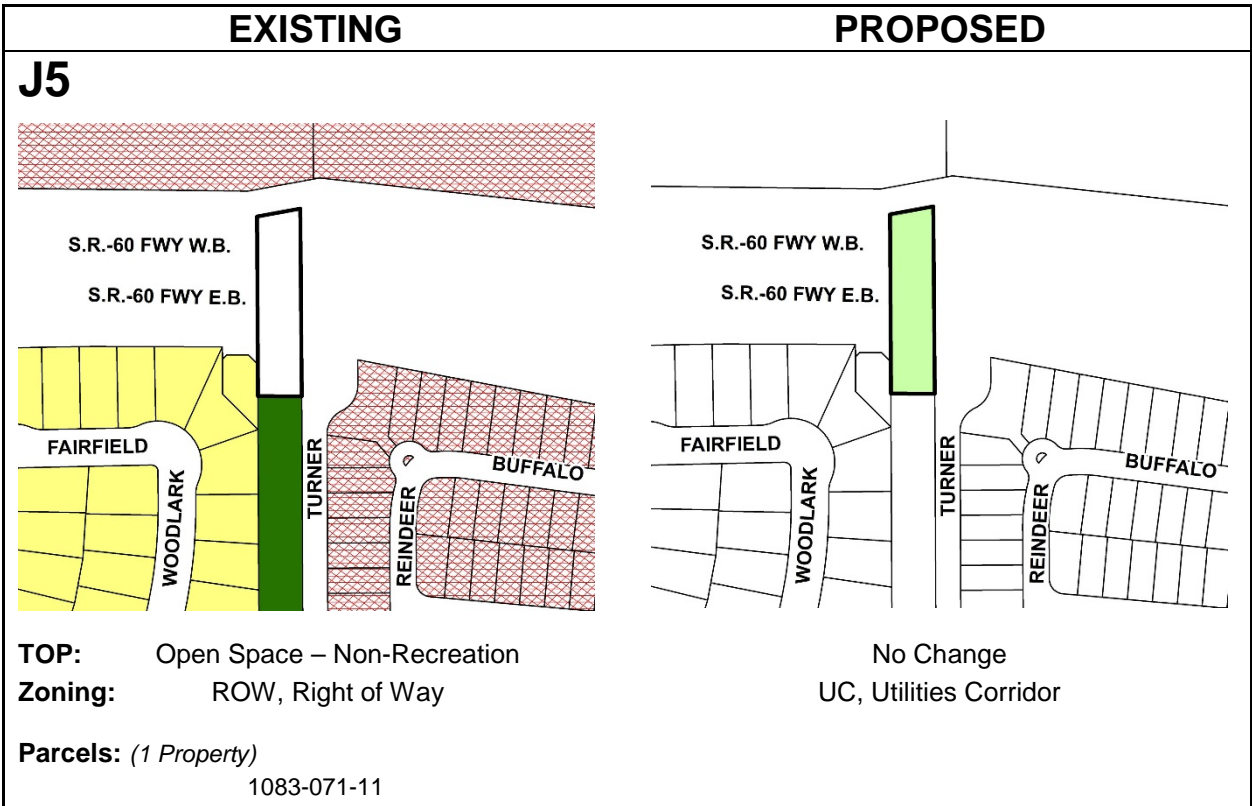 EXISTING
PROPOSED
J5
S.R.-60 FWY W.B.
S.R.-60 FWY E.B.
FAIRFIELD
WOODLARK
TURNER
REINDEER
BUFFALO
S.R.-60 FWY W.B.
S.R.-60 FWY E.B.
FAIRFIELD
WOODLARK
TURNER
REINDEER
BUFFALO
TOP: Open Space – Non-Recreation
No Change
Zoning: ROW, Right of Way
UC, Utilities Corridor
Parcels: (1 Property)
1083-071-11